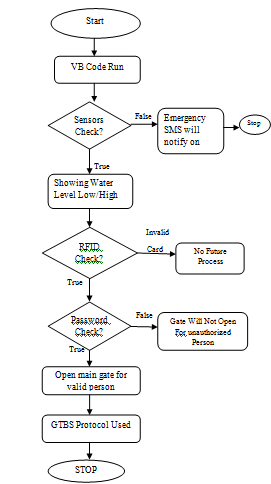 Start
VB Code Run
Sensors
Check?
False
Emergency
SMS will
notify on
Stop
True
Showing Water
Level Low/High
RFID
Check?
Invalid
Card
No Future
Process
True
Password
Check?
False
Gate Will Not Open
For unauthorized
Person
True
Open main gate for
valid person
GTBS Protocol Used
STOP